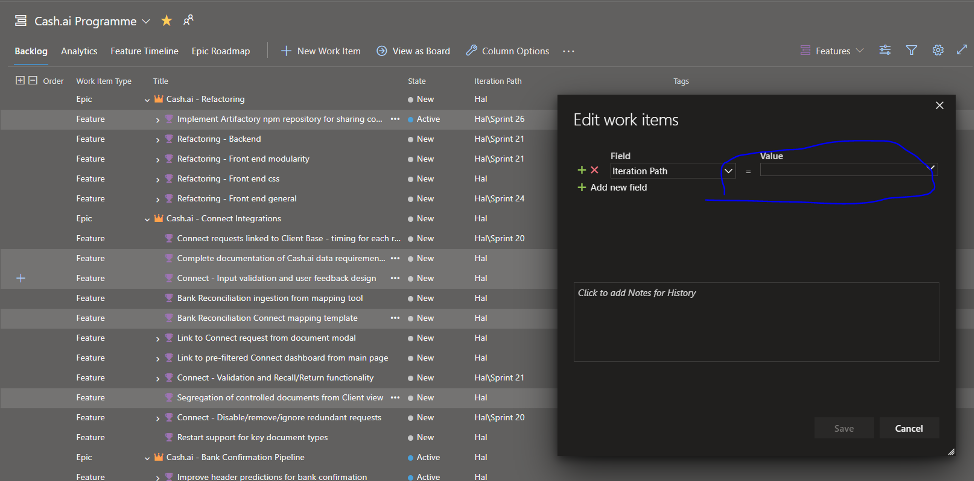 Cash.ai Programme
Backlog Analytics Feature Timeline Epic Roadmap New Work Item View as Board Column Options ... Features
Order Work Item Type Title State Iteration Path Tags
Epic Cash.ai - Refactoring New Hal
Feature Implement Artifactory npm repository for sharing co... ... Active Hal\Sprint 26
Feature Refactoring - Backend New Hal\Sprint 21
Feature Refactoring - Front end modularity New Hal\Sprint 21
Feature Refactoring - Front end css New Hal
Feature Refactoring - Front end general New Hal\Sprint 24
Epic Cash.ai - Connect Integrations New Hal
Feature Connect requests linked to Client Base - timing for each r... New Hal\Sprint 20
Feature Complete documentation of Cash.ai data requiremen... ... New Hal
Feature Connect - Input validation and user feedback design ... New Hal
Feature Bank Reconciliation ingestion from mapping tool New Hal
Feature Bank Reconciliation Connect mapping template ... New Hal
Feature Link to Connect request from document modal New Hal
Feature Link to pre-filtered Connect dashboard from main page New Hal
Feature Connect - Validation and Recall/Return functionality New Hal\Sprint 21
Feature Segregation of controlled documents from Client view ... New Hal
Feature Connect - Disable/remove/ignore redundant requests New Hal\Sprint 20
Feature Restart support for key document types New Hal
Epic Cash.ai - Bank Confirmation Pipeline Active Hal
Feature Improve header predictions for bank confirmation Active Hal
Edit work items
Field Value
Iteration Path =
Add new field
Click to add Notes for History
Save Cancel